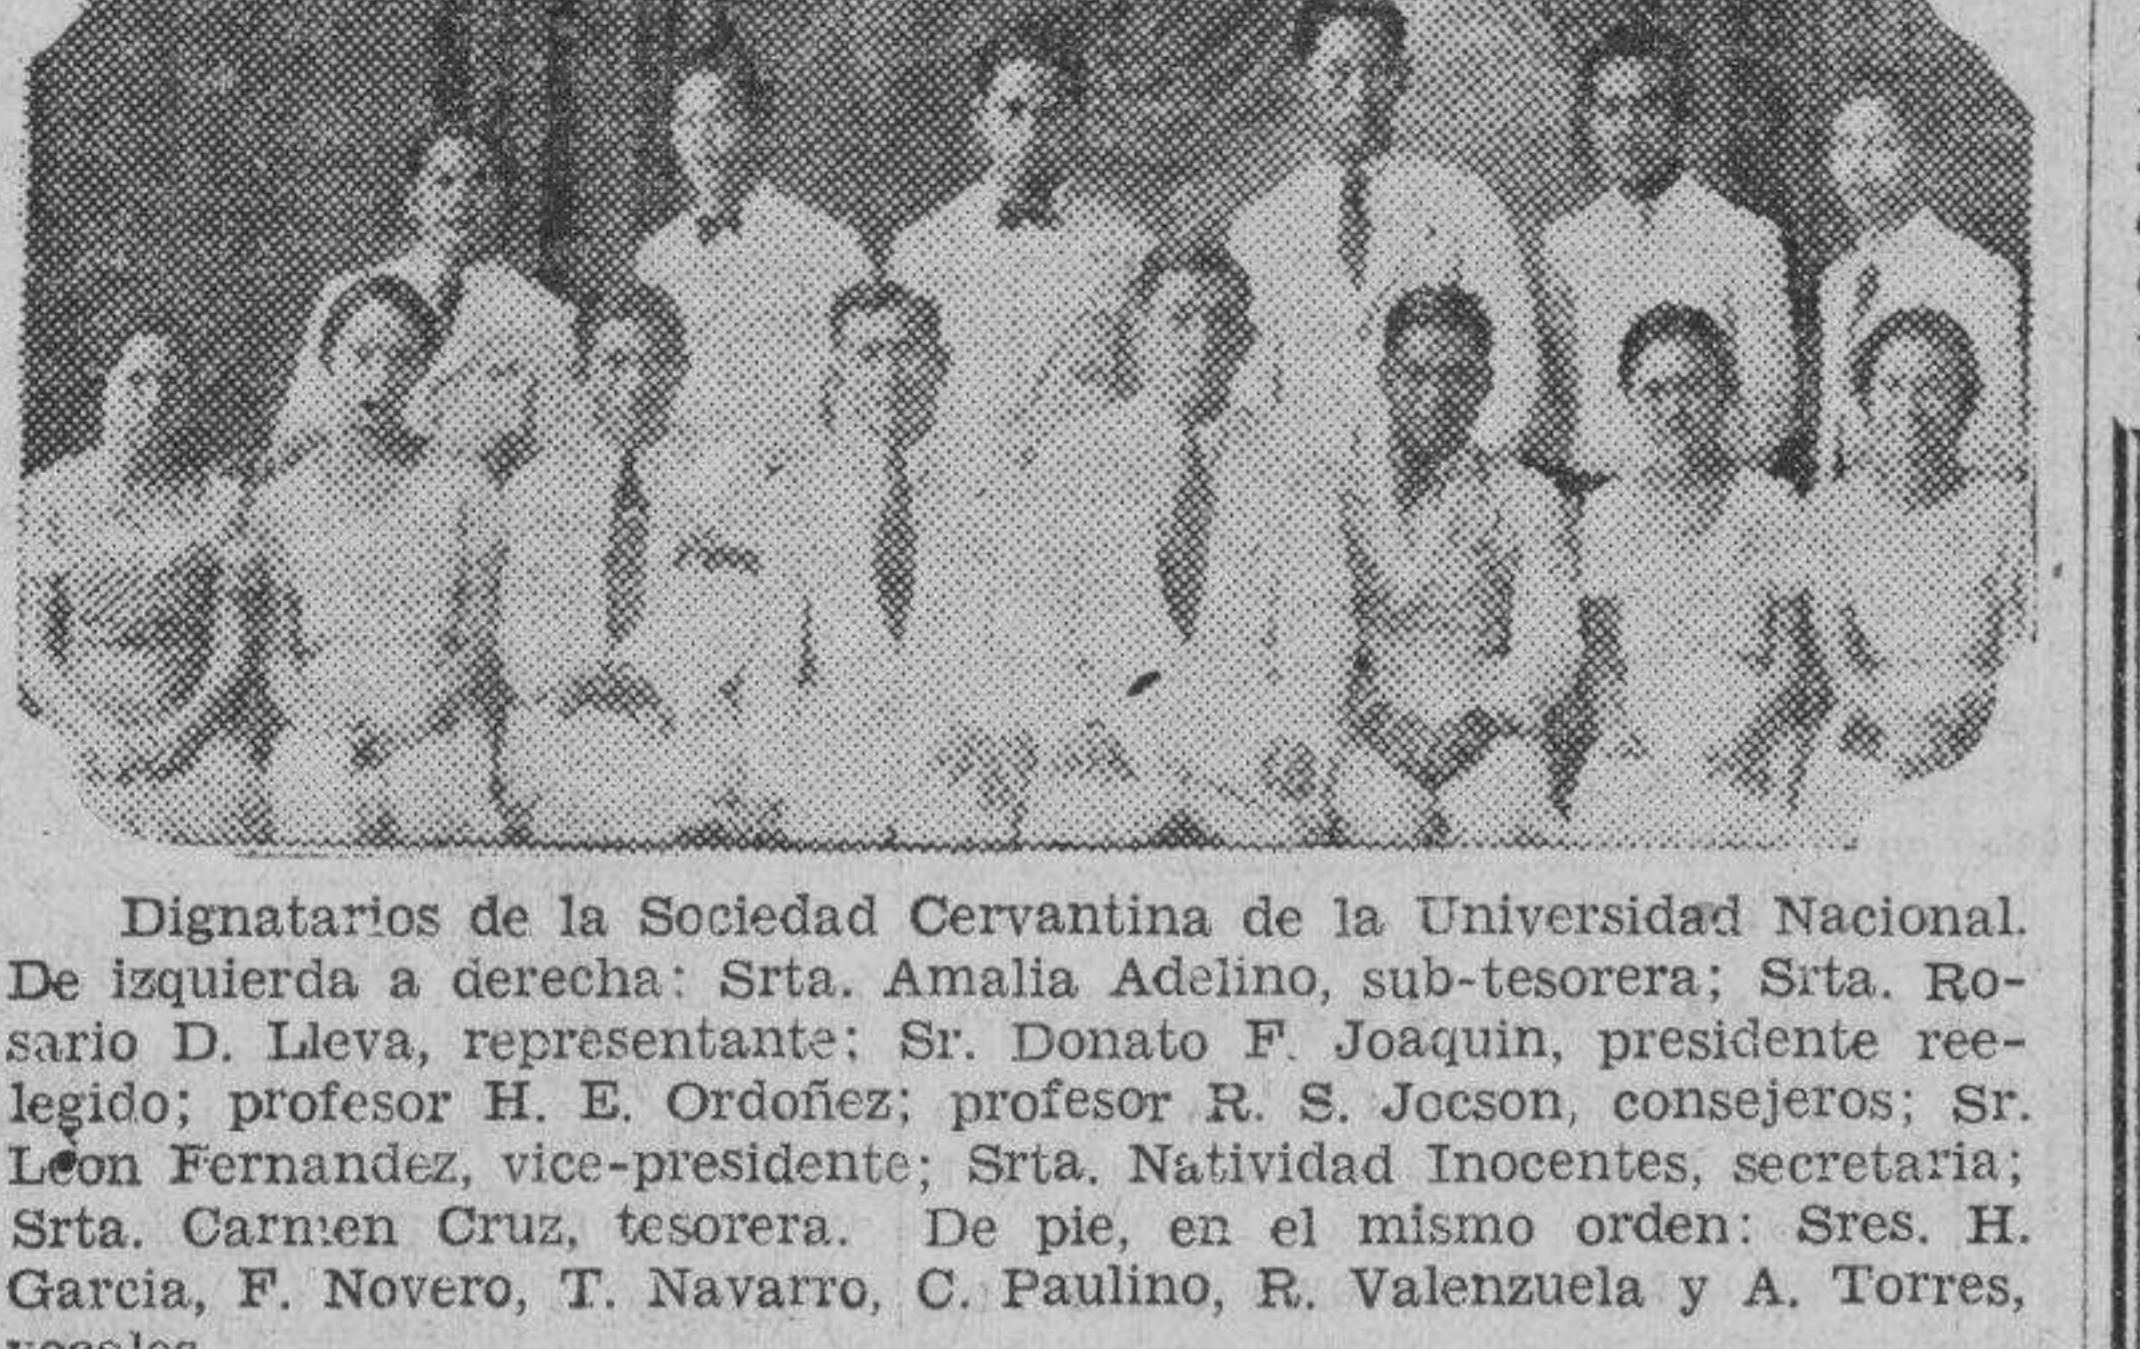 Dignatarios de la Sociedad Cervantina de la Universidad Nacional.
De izquierda a derecha: Srta. Amalia Adelino, sub-tesorera; Srta. Ro-
sario D. Lleva, representante; Sr. Donato F. Joaquin, presidente ree-
legido; profesor H. E. Ordoñez; profesor R. S. Jocson, consejeros; Sr.
Leon Fernandez, vice-presidente; Srta. Natividad Inocentes, secretaria;
Srta. Carmen Cruz, tesorera. De pie, en el mismo orden: Sres. H.
Garcia, F. Novero, T. Navarro, C. Paulino, R. Valenzuela y A. Torres,
vocales